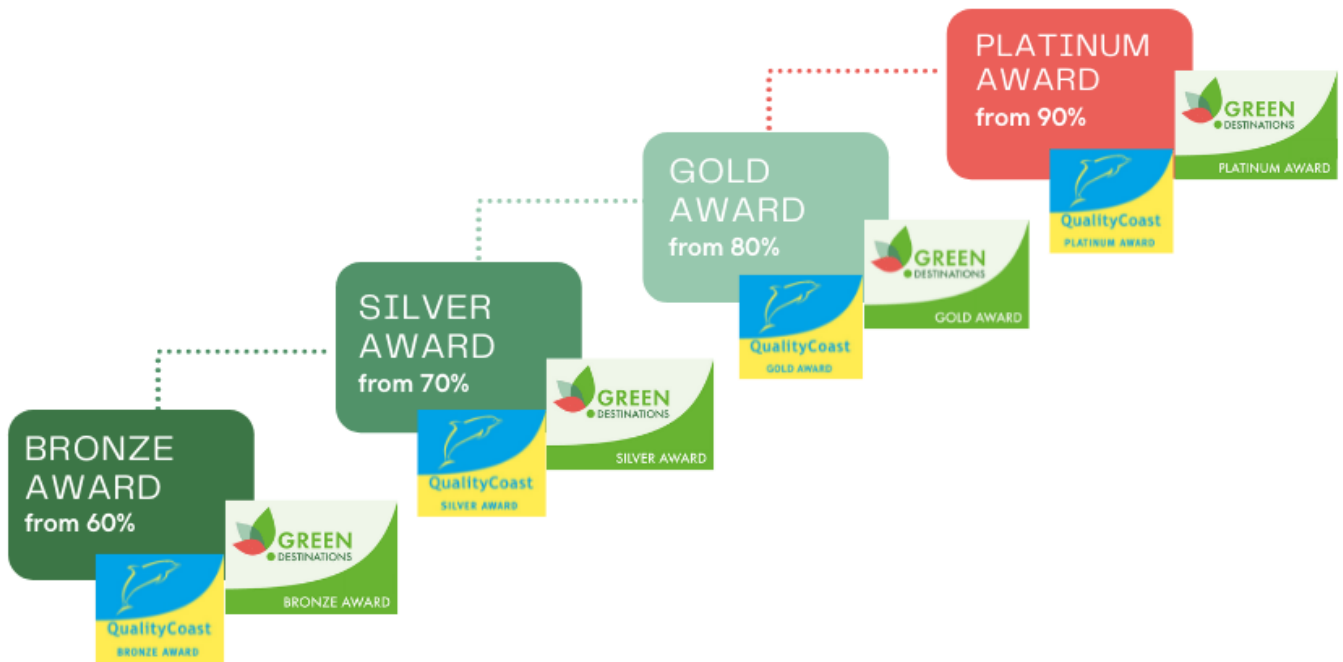 PLATINUM
AWARD
from 90%
GREEN
DESTINATIONS
PLATINUM AWARD
QualityCoast
PLATINUM AWARD
GOLD
AWARD
from 80%
GREEN
DESTINATIONS
GOLD AWARD
QualityCoast
GOLD AWARD
SILVER
AWARD
from 70%
GREEN
DESTINATIONS
SILVER AWARD
QualityCoast
SILVER AWARD
BRONZE
AWARD
from 60%
GREEN
DESTINATIONS
BRONZE AWARD
QualityCoast
BRONZE AWARD